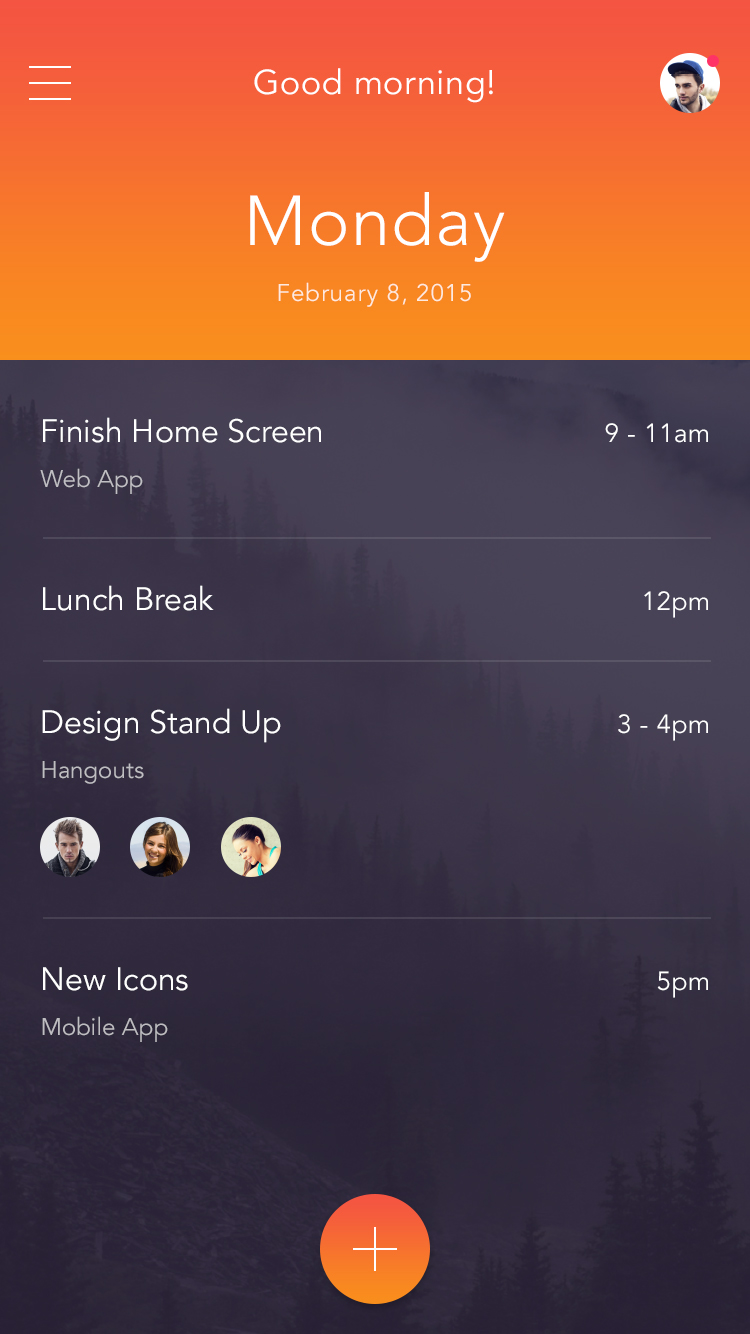 Good morning!
Monday
February 8, 2015
Finish Home Screen
9 - 11am
Web App
Lunch Break
12pm
Design Stand Up
3 - 4pm
Hangouts
New Icons
5pm
Mobile App